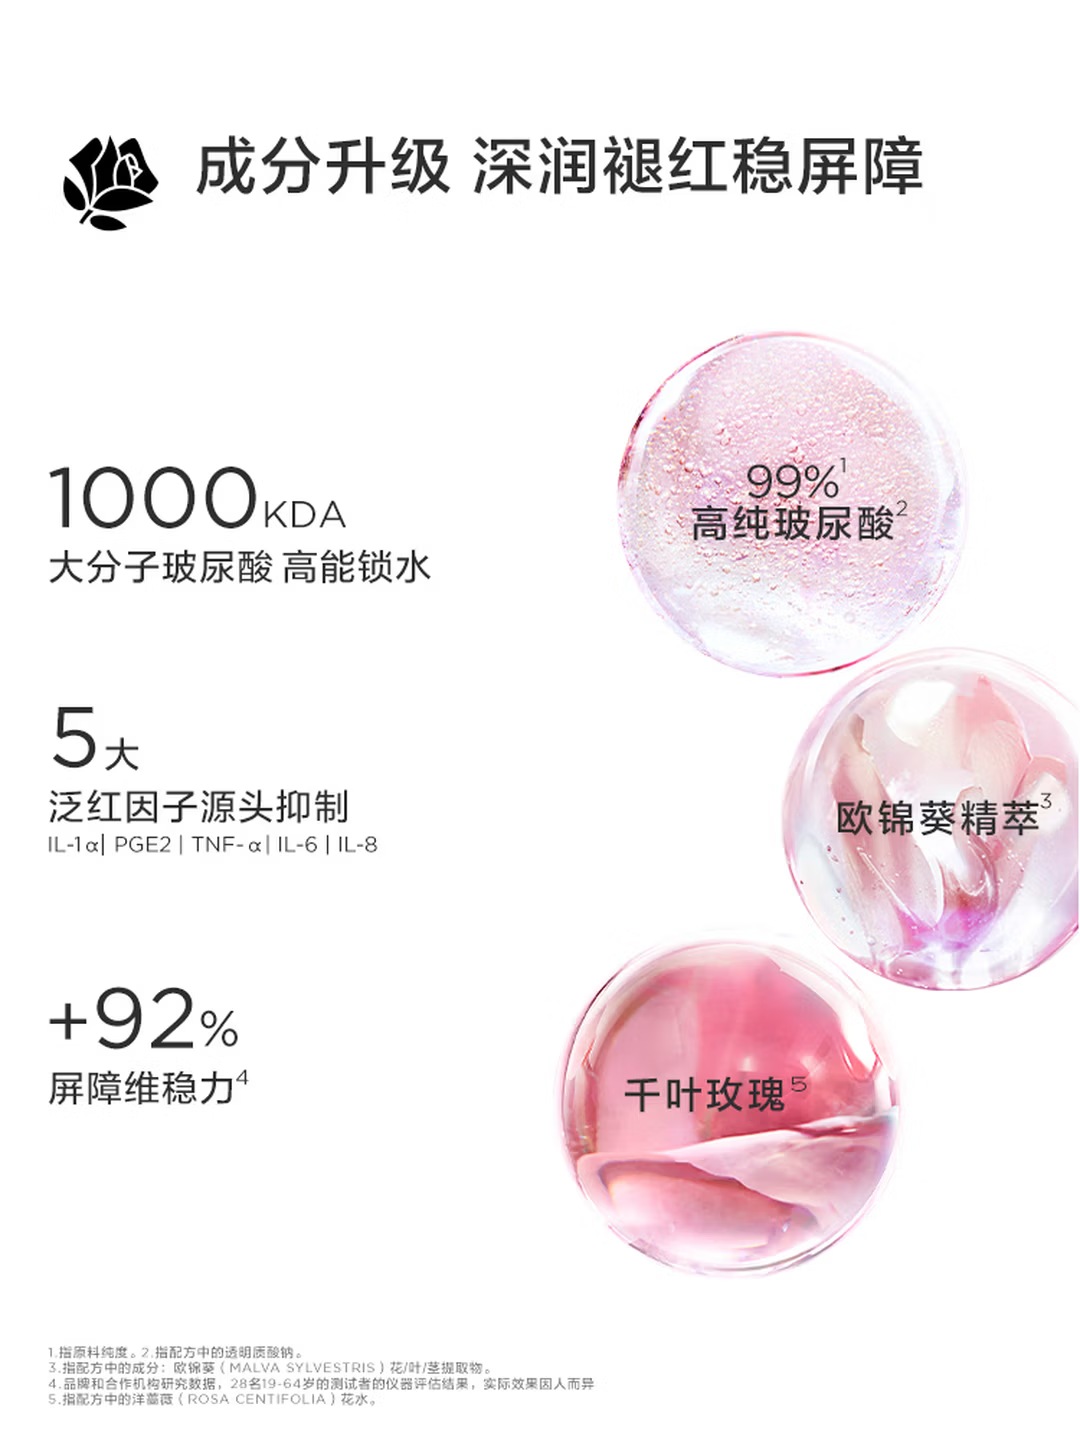 成分升级 深润褪红稳屏障
1000KDA
大分子玻尿酸 高能锁水
5大
泛红因子源头抑制
IL-1α| PGE2 | TNF-α| IL-6 | IL-8
+92%
屏障维稳力4
99%1
高纯玻尿酸2
欧锦葵精萃3
千叶玫瑰5
1.指原料纯度。2.指配方中的透明质酸钠。
3.指配方中的成分：欧锦葵（MALVA SYLVESTRIS）花/叶/茎提取物。
4.品牌和合作机构研究数据，28名19-64岁的测试者的仪器评估结果，实际效果因人而异
5.指配方中的洋蔷薇（ROSA CENTIFOLIA）花水。